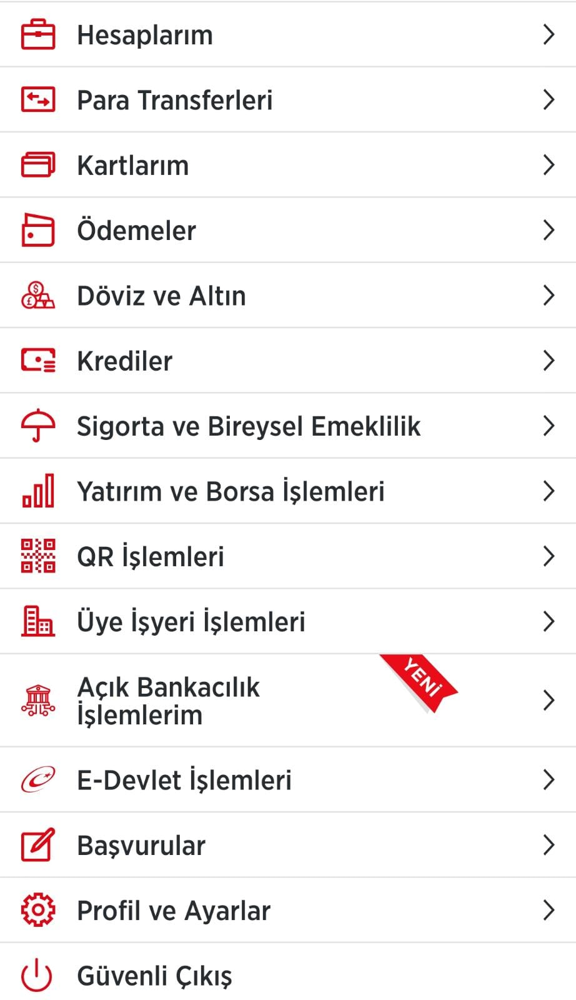 Hesaplarım
Para Transferleri
Kartlarım
Ödemeler
Döviz ve Altın
Krediler
Sigorta ve Bireysel Emeklilik
Yatırım ve Borsa İşlemleri
QR İşlemleri
Üye İşyeri İşlemleri
Açık Bankacılık
İşlemlerim
YENİ
E-Devlet İşlemleri
Başvurular
Profil ve Ayarlar
Güvenli Çıkış